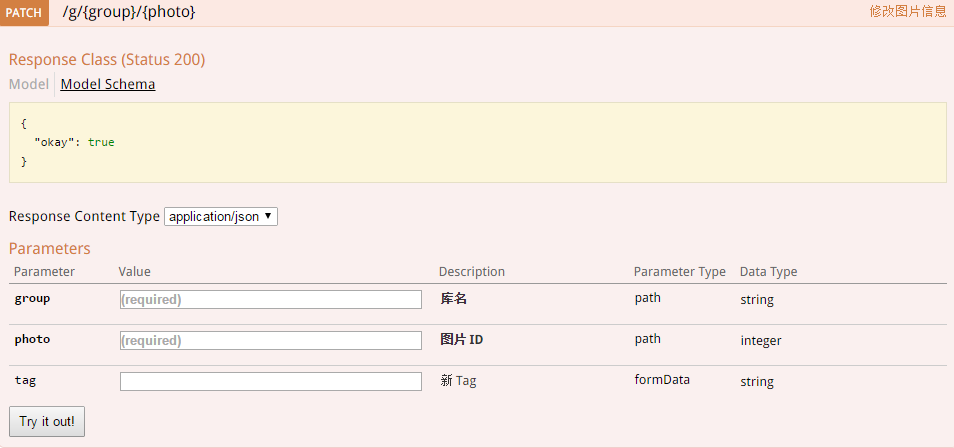 PATCH /g/{group}/{photo} 修改图片信息
Response Class (Status 200)
Model Model Schema
{
"okay": true
}
Response Content Type application/json
Parameters
Parameter Value Description Parameter Type Data Type
group (required) 库名 path string
photo (required) 图片 ID path integer
tag 新 Tag formData string
Try it out!